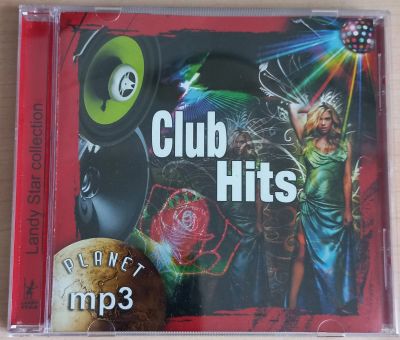 Club
Hits
PLANET
mp3
Landy Star collection